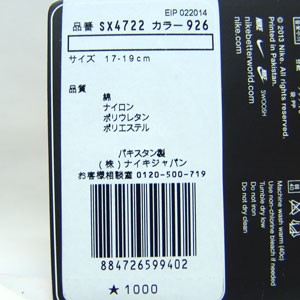 EIP 022014
品番 SX4722 カラー 926
サイズ 17-19cm
品質 綿
ナイロン
ポリウレタン
ポリエステル
パキスタン製
(株)ナイキジャパン
お客様相談室 0120-500-719
884726599402
★1000
© 2013 Nike. All rights
Printed in Pakistan.
nikebetterworld.com
nike.com
SWOOSH
Machine wash warm (40c)
Use non-chlorine bleach if needed
Tumble dry low
Do not iron
Do not dry clean